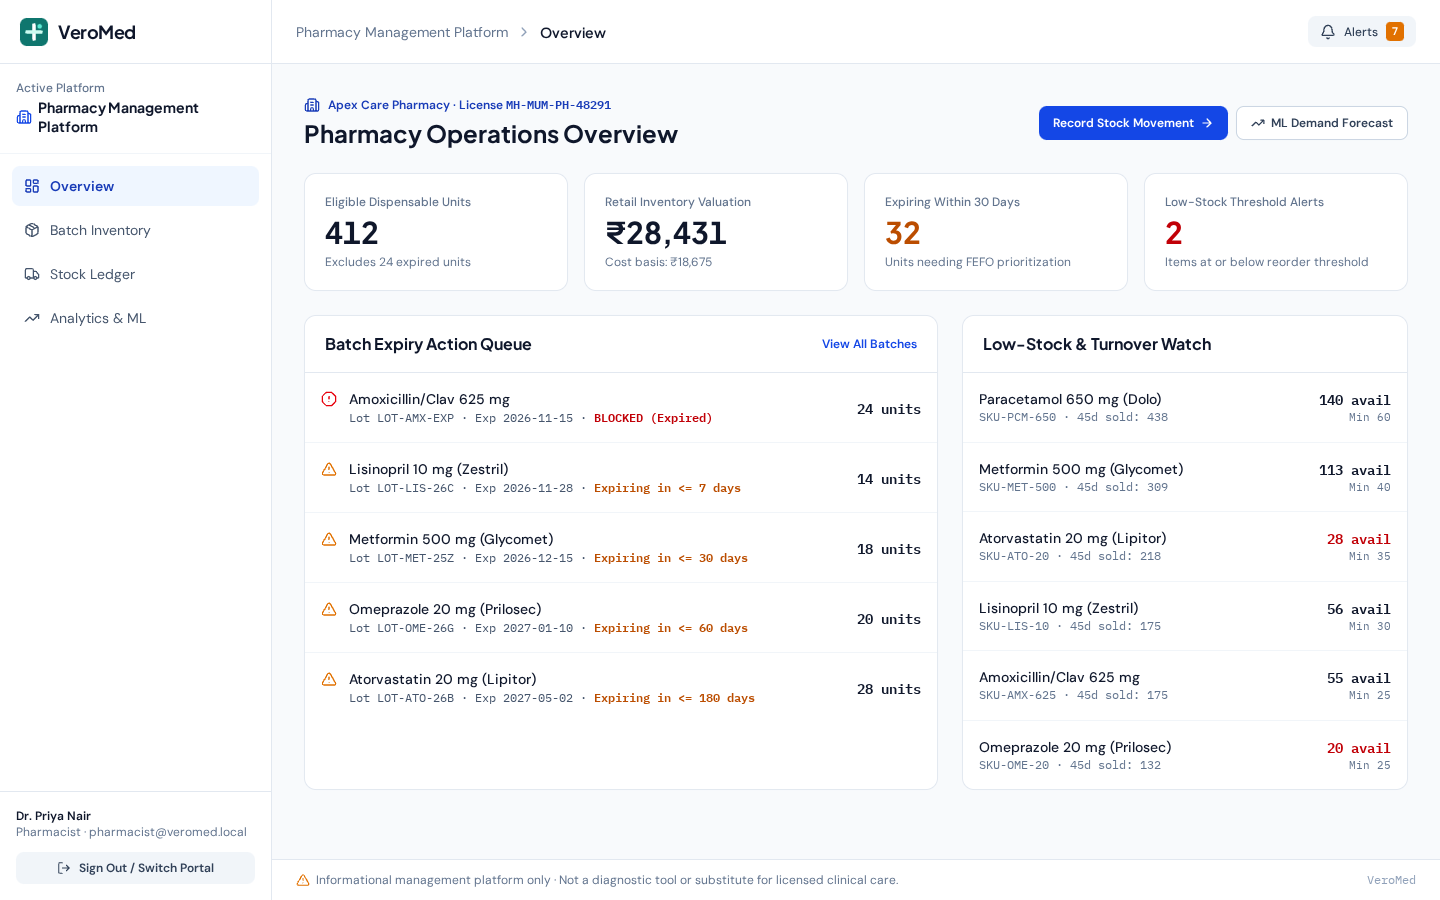 VeroMed
Active Platform
Pharmacy Management
Platform
Overview
Batch Inventory
Stock Ledger
Analytics & ML
Dr. Priya Nair
Pharmacist · pharmacist@veromed.local
Sign Out / Switch Portal
Pharmacy Management Platform > Overview
Alerts 7
Apex Care Pharmacy · License MH-MUM-PH-48291
Pharmacy Operations Overview
Record Stock Movement →
ML Demand Forecast
Eligible Dispensable Units
412
Excludes 24 expired units
Retail Inventory Valuation
₹28,431
Cost basis: ₹18,675
Expiring Within 30 Days
32
Units needing FEFO prioritization
Low-Stock Threshold Alerts
2
Items at or below reorder threshold
Batch Expiry Action Queue
View All Batches
Amoxicillin/Clav 625 mg
Lot LOT-AMX-EXP · Exp 2026-11-15 · BLOCKED (Expired)
24 units
Lisinopril 10 mg (Zestril)
Lot LOT-LIS-26C · Exp 2026-11-28 · Expiring in <= 7 days
14 units
Metformin 500 mg (Glycomet)
Lot LOT-MET-25Z · Exp 2026-12-15 · Expiring in <= 30 days
18 units
Omeprazole 20 mg (Prilosec)
Lot LOT-OME-26G · Exp 2027-01-10 · Expiring in <= 60 days
20 units
Atorvastatin 20 mg (Lipitor)
Lot LOT-ATO-26B · Exp 2027-05-02 · Expiring in <= 180 days
28 units
Low-Stock & Turnover Watch
Paracetamol 650 mg (Dolo)
SKU-PCM-650 · 45d sold: 438
140 avail
Min 60
Metformin 500 mg (Glycomet)
SKU-MET-500 · 45d sold: 309
113 avail
Min 40
Atorvastatin 20 mg (Lipitor)
SKU-ATO-20 · 45d sold: 218
28 avail
Min 35
Lisinopril 10 mg (Zestril)
SKU-LIS-10 · 45d sold: 175
56 avail
Min 30
Amoxicillin/Clav 625 mg
SKU-AMX-625 · 45d sold: 175
55 avail
Min 25
Omeprazole 20 mg (Prilosec)
SKU-OME-20 · 45d sold: 132
20 avail
Min 25
Informational management platform only · Not a diagnostic tool or substitute for licensed clinical care.
VeroMed